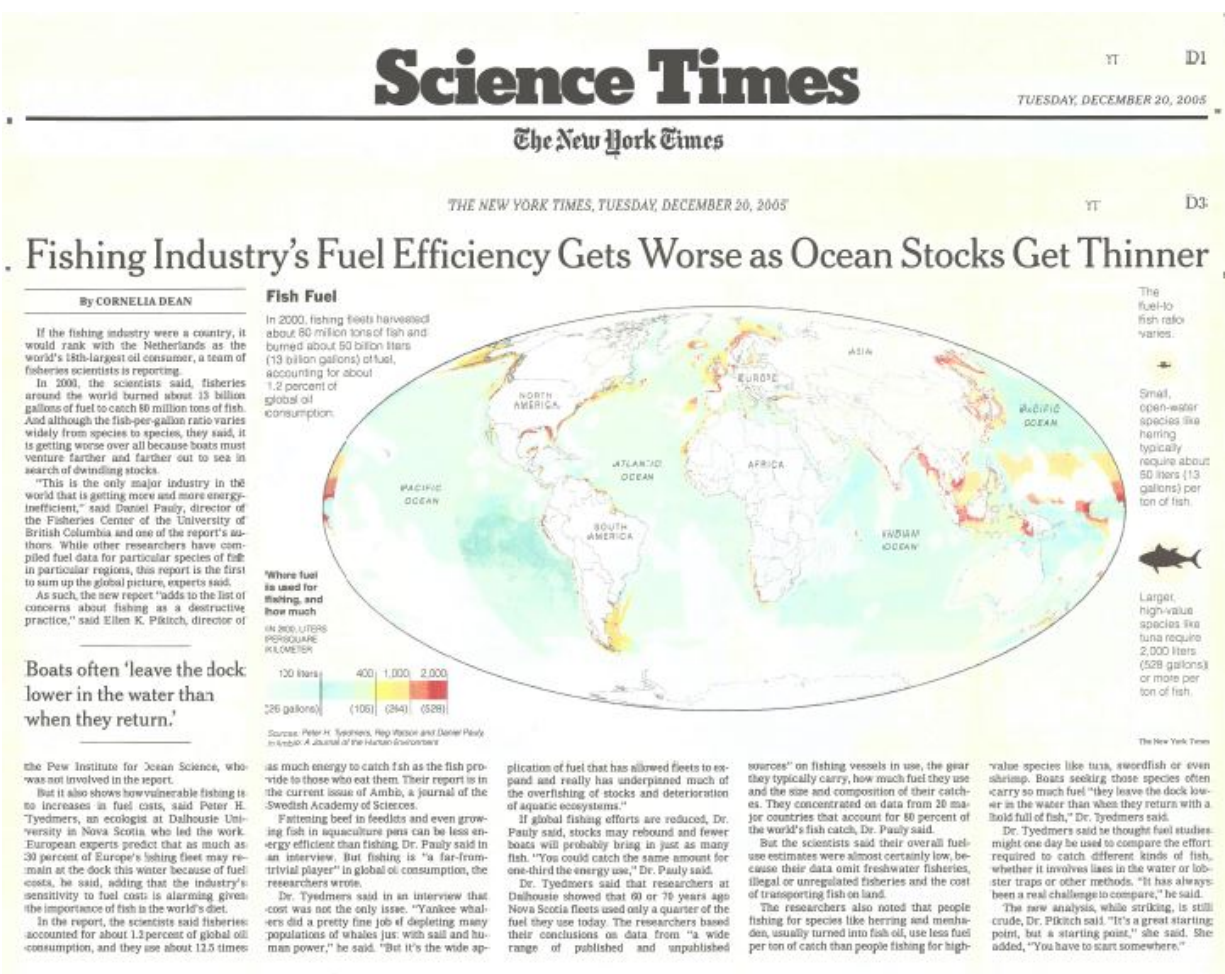 Science Times
YT
D1
TUESDAY, DECEMBER 20, 2005
The New York Times
THE NEW YORK TIMES, TUESDAY, DECEMBER 20, 2005
YT
D3
Fishing Industry's Fuel Efficiency Gets Worse as Ocean Stocks Get Thinner
By CORNELIA DEAN
If the fishing industry were a country, it
would rank with the Netherlands as the
world's 18th-largest oil consumer, a team of
fisheries scientists is reporting.
In 2000, the scientists said, fisheries
around the world burned about 13 billion
gallons of fuel to catch 80 million tons of fish.
And although the fish-per-gallon ratio varies
widely from species to species, they said, it
is getting worse over all because boats must
venture farther and farther out to sea in
search of dwindling stocks.
"This is the only major industry in the
world that is getting more and more energy-
inefficient," said Daniel Pauly, director of
the Fisheries Center of the University of
British Columbia and one of the report's au-
thors. While other researchers have com-
piled fuel data for particular species of fish
in particular regions, this report is the first
to sum up the global picture, experts said.
As such, the new report "adds to the list of
concerns about fishing as a destructive
practice," said Ellen K. Pikitch, director of
Boats often 'leave the dock
lower in the water than
when they return.'
the Pew Institute for Ocean Science, who
was not involved in the report.
But it also shows how vulnerable fishing is
to increases in fuel costs, said Peter H.
Tyedmers, an ecologist at Dalhousie Uni-
versity in Nova Scotia who led the work.
European experts predict that as much as
30 percent of Europe's fishing fleet may re-
main at the dock this winter because of fuel
costs, he said, adding that the industry's
sensitivity to fuel costs is alarming given
the importance of fish in the world's diet.
In the report, the scientists said fisheries
accounted for about 1.2 percent of global oil
consumption, and they use about 12.5 times
Fish Fuel
In 2000, fishing fleets harvested
about 80 million tons of fish and
burned about 50 billion liters
(13 billion gallons) of fuel,
accounting for about
1.2 percent of
global oil
consumption.
NORTH
AMERICA
EUROPE
ASIA
PACIFIC
OCEAN
ATLANTIC
OCEAN
AFRICA
PACIFIC
OCEAN
SOUTH
AMERICA
INDIAN
OCEAN
Where fuel
is used for
fishing, and
how much
IN 2000, LITERS
PER SQUARE
KILOMETER
100 liters 400 1,000 2,000
(26 gallons) (106) (264) (528)
Sources: Peter H. Tyedmers, Reg Watson and Daniel Pauly
in Ambio: A Journal of the Human Environment
The
fuel-to
fish ratio
varies.
Small,
open-water
species like
herring
typically
require about
50 liters (13
gallons) per
ton of fish.
Larger,
high-value
species like
tuna require
2,000 liters
(528 gallons)
or more per
ton of fish.
The New York Times
as much energy to catch fish as the fish pro-
vide to those who eat them. Their report is in
the current issue of Ambio, a journal of the
Swedish Academy of Sciences.
Fattening beef in feedlots and even grow-
ing fish in aquaculture pens can be less en-
ergy efficient than fishing, Dr. Pauly said in
an interview. But fishing is "a far-from-
trivial player" in global oil consumption, the
researchers wrote.
Dr. Tyedmers said in an interview that
cost was not the only issue. "Yankee whal-
ers did a pretty fine job of depleting many
populations of whales just with sail and hu-
man power," he said. "But it's the wide ap-
plication of fuel that has allowed fleets to ex-
pand and really has underpinned much of
the overfishing of stocks and deterioration
of aquatic ecosystems."
If global fishing efforts are reduced, Dr.
Pauly said, stocks may rebound and fewer
boats will probably bring in just as many
fish. "You could catch the same amount for
one-third the energy use," Dr. Pauly said.
Dr. Tyedmers said that researchers at
Dalhousie showed that 60 or 70 years ago
Nova Scotia fleets used only a quarter of the
fuel they use today. The researchers based
their conclusions on data from "a wide
range of published and unpublished
sources" on fishing vessels in use, the gear
they typically carry, how much fuel they use
and the size and composition of their catch-
es. They concentrated on data from 20 ma-
jor countries that account for 80 percent of
the world's fish catch, Dr. Pauly said.
But the scientists said their overall fuel-
use estimates were almost certainly low, be-
cause their data omit freshwater fisheries,
illegal or unregulated fisheries and the cost
of transporting fish on land.
The researchers also noted that people
fishing for species like herring and menha-
den, usually turned into fish oil, use less fuel
per ton of catch than people fishing for high-
value species like tuna, swordfish or even
shrimp. Boats seeking those species often
carry so much fuel "they leave the dock low-
er in the water than when they return with a
hold full of fish," Dr. Tyedmers said.
Dr. Tyedmers said he thought fuel studies
might one day be used to compare the effort
required to catch different kinds of fish,
whether it involves lines in the water or lob-
ster traps or other methods. "It has always
been a real challenge to compare," he said.
The new analysis, while striking, is still
crude, Dr. Pikitch said. "It's a great starting
point, but a starting point," she said. She
added, "You have to start somewhere."